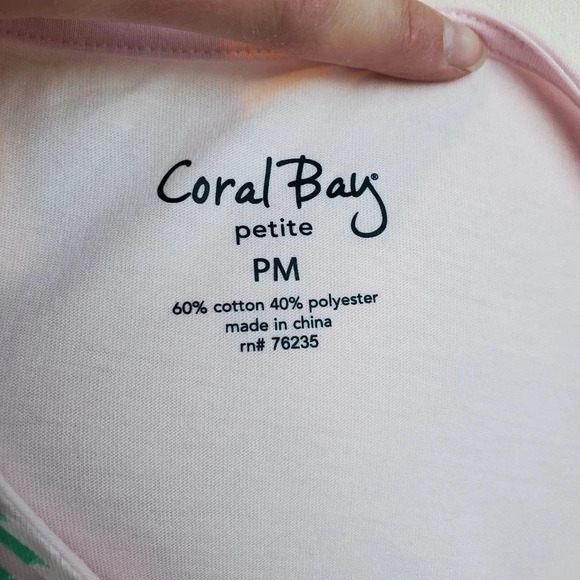 Coral Bay®
petite
PM
60% cotton 40% polyester
made in china
rn# 76235